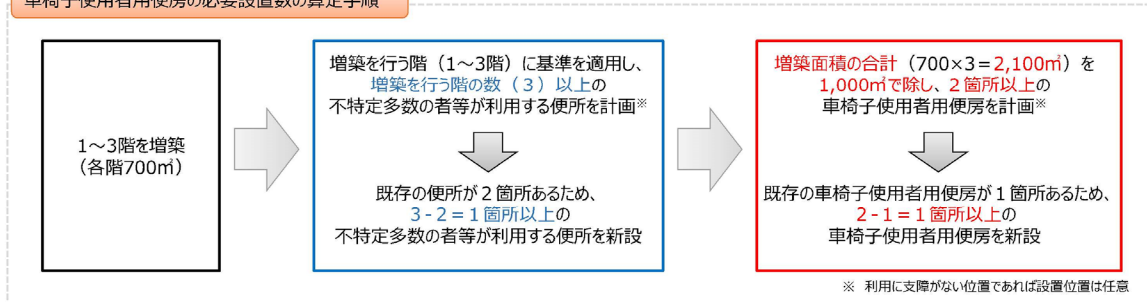 車椅子使用者用便房の必要設置数の算定手順
1～3階を増築
（各階700㎡）
増築を行う階（1～3階）に基準を適用し、
増築を行う階の数（3）以上の
不特定多数の者等が利用する便所を計画※
既存の便所が2箇所あるため、
3 - 2 = 1箇所以上の
不特定多数の者等が利用する便所を新設
増築面積の合計（700×3＝2,100㎡）を
1,000㎡で除し、2箇所以上の
車椅子使用者用便房を計画※
既存の車椅子使用者用便房が1箇所あるため、
2 - 1 = 1箇所以上の
車椅子使用者用便房を新設
※ 利用に支障がない位置であれば設置位置は任意